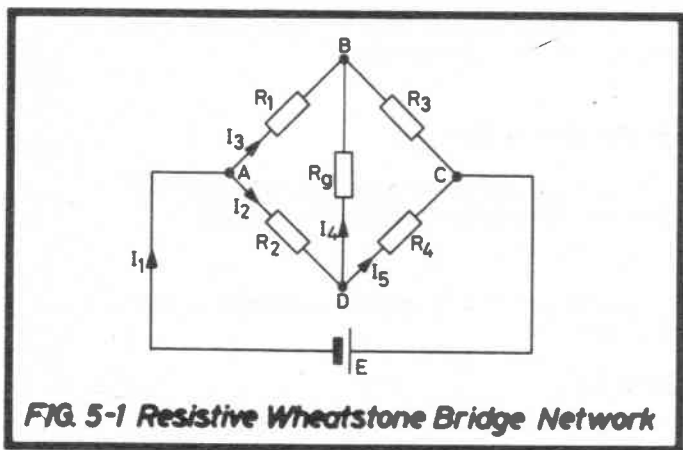 B
R1
R3
I3
A
Rg
C
I2
I4
I1
R2
R4
I5
D
E
FIG. 5-1 Resistive Wheatstone Bridge Network